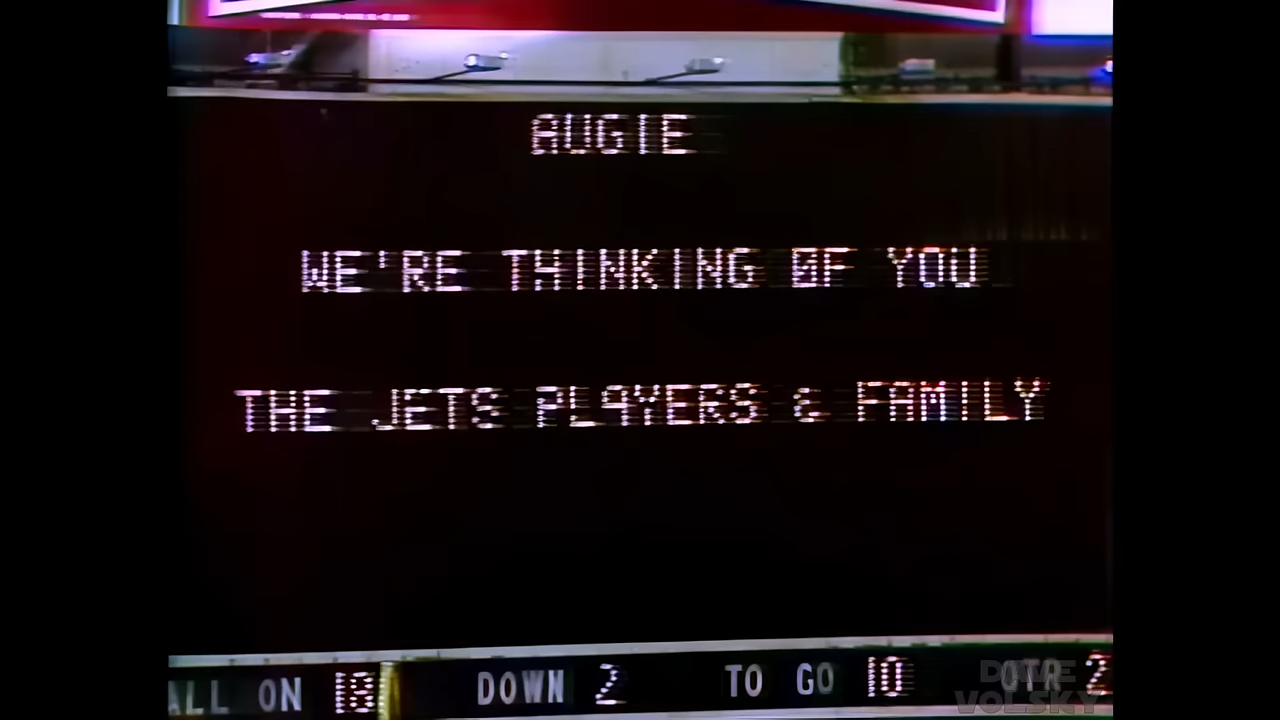 AUGIE
WE'RE THINKING OF YOU
THE JETS PLAYERS & FAMILY
ALL ON 18 DOWN 2 TO GO 10 QTR 2
DAVE
VOLSKY